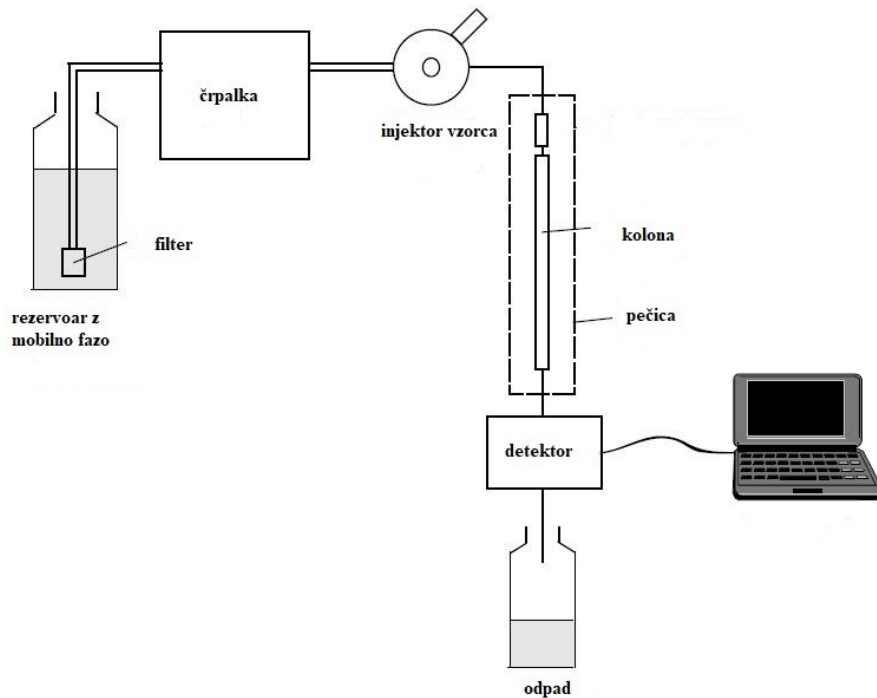 črpalka
injektor vzorca
filter
kolona
rezervoar z
mobilno fazo
pečica
detektor
odpad